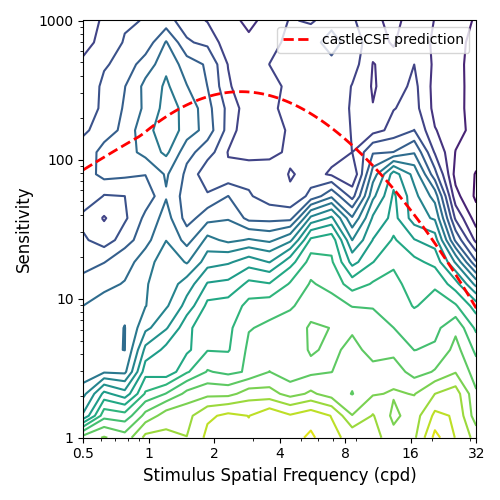 1000
100
10
1
Sensitivity
castleCSF prediction
0.5 1 2 4 8 16 32
Stimulus Spatial Frequency (cpd)